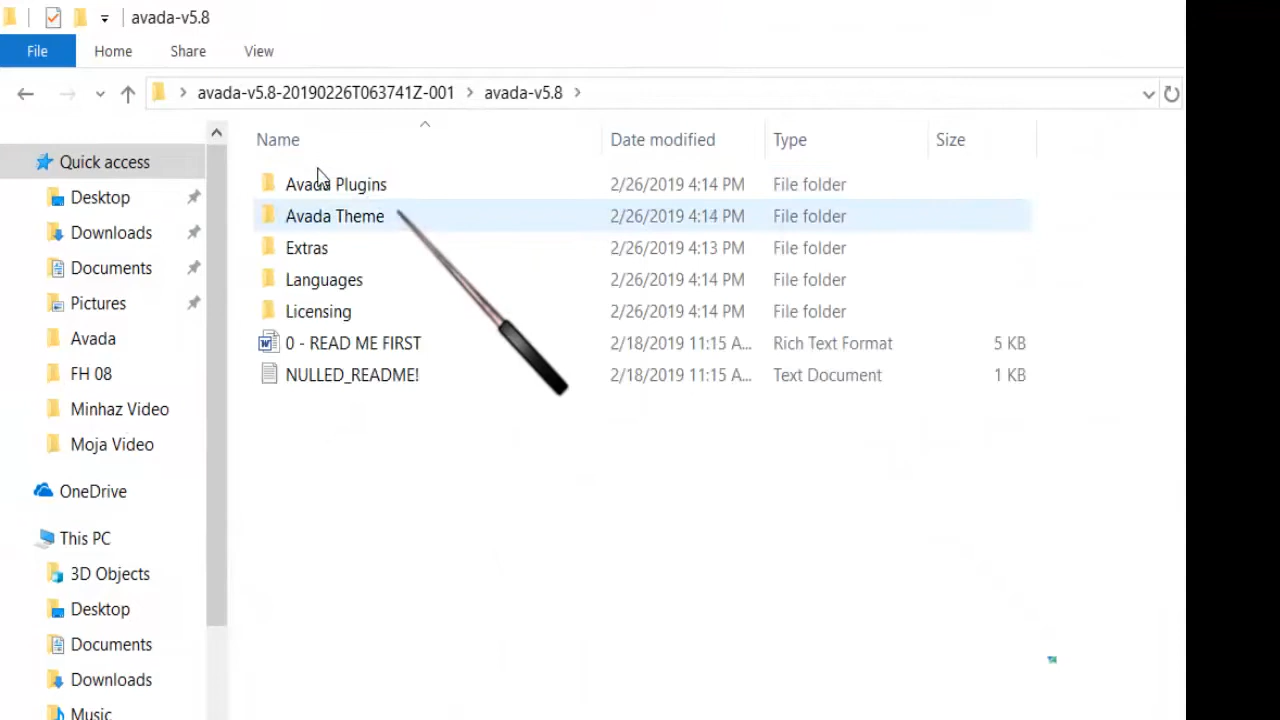 avada-v5.8
File Home Share View
avada-v5.8-20190226T063741Z-001 avada-v5.8
Name Date modified Type Size
Quick access
Desktop
Downloads
Documents
Pictures
Avada
FH 08
Minhaz Video
Moja Video
OneDrive
This PC
3D Objects
Desktop
Documents
Downloads
Music
Avada Plugins 2/26/2019 4:14 PM File folder
Avada Theme 2/26/2019 4:14 PM File folder
Extras 2/26/2019 4:13 PM File folder
Languages 2/26/2019 4:14 PM File folder
Licensing 2/26/2019 4:14 PM File folder
0 - READ ME FIRST 2/18/2019 11:15 A... Rich Text Format 5 KB
NULLED_README! 2/18/2019 11:15 A... Text Document 1 KB